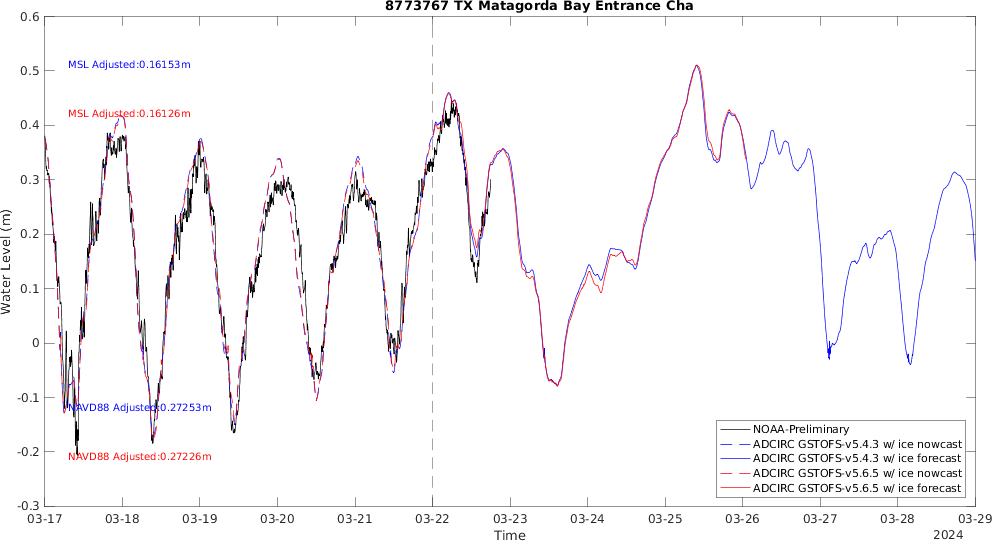 8773767 TX Matagorda Bay Entrance Cha
0.6
0.5
0.4
0.3
0.2
0.1
0
-0.1
-0.2
-0.3
Water Level (m)
MSL Adjusted:0.16153m
MSL Adjusted:0.16126m
NAVD88 Adjusted:0.27253m
NAVD88 Adjusted:0.27226m
NOAA-Preliminary
ADCIRC GSTOFS-v5.4.3 w/ ice nowcast
ADCIRC GSTOFS-v5.4.3 w/ ice forecast
ADCIRC GSTOFS-v5.6.5 w/ ice nowcast
ADCIRC GSTOFS-v5.6.5 w/ ice forecast
03-17 03-18 03-19 03-20 03-21 03-22 03-23 03-24 03-25 03-26 03-27 03-28 03-29
Time
2024